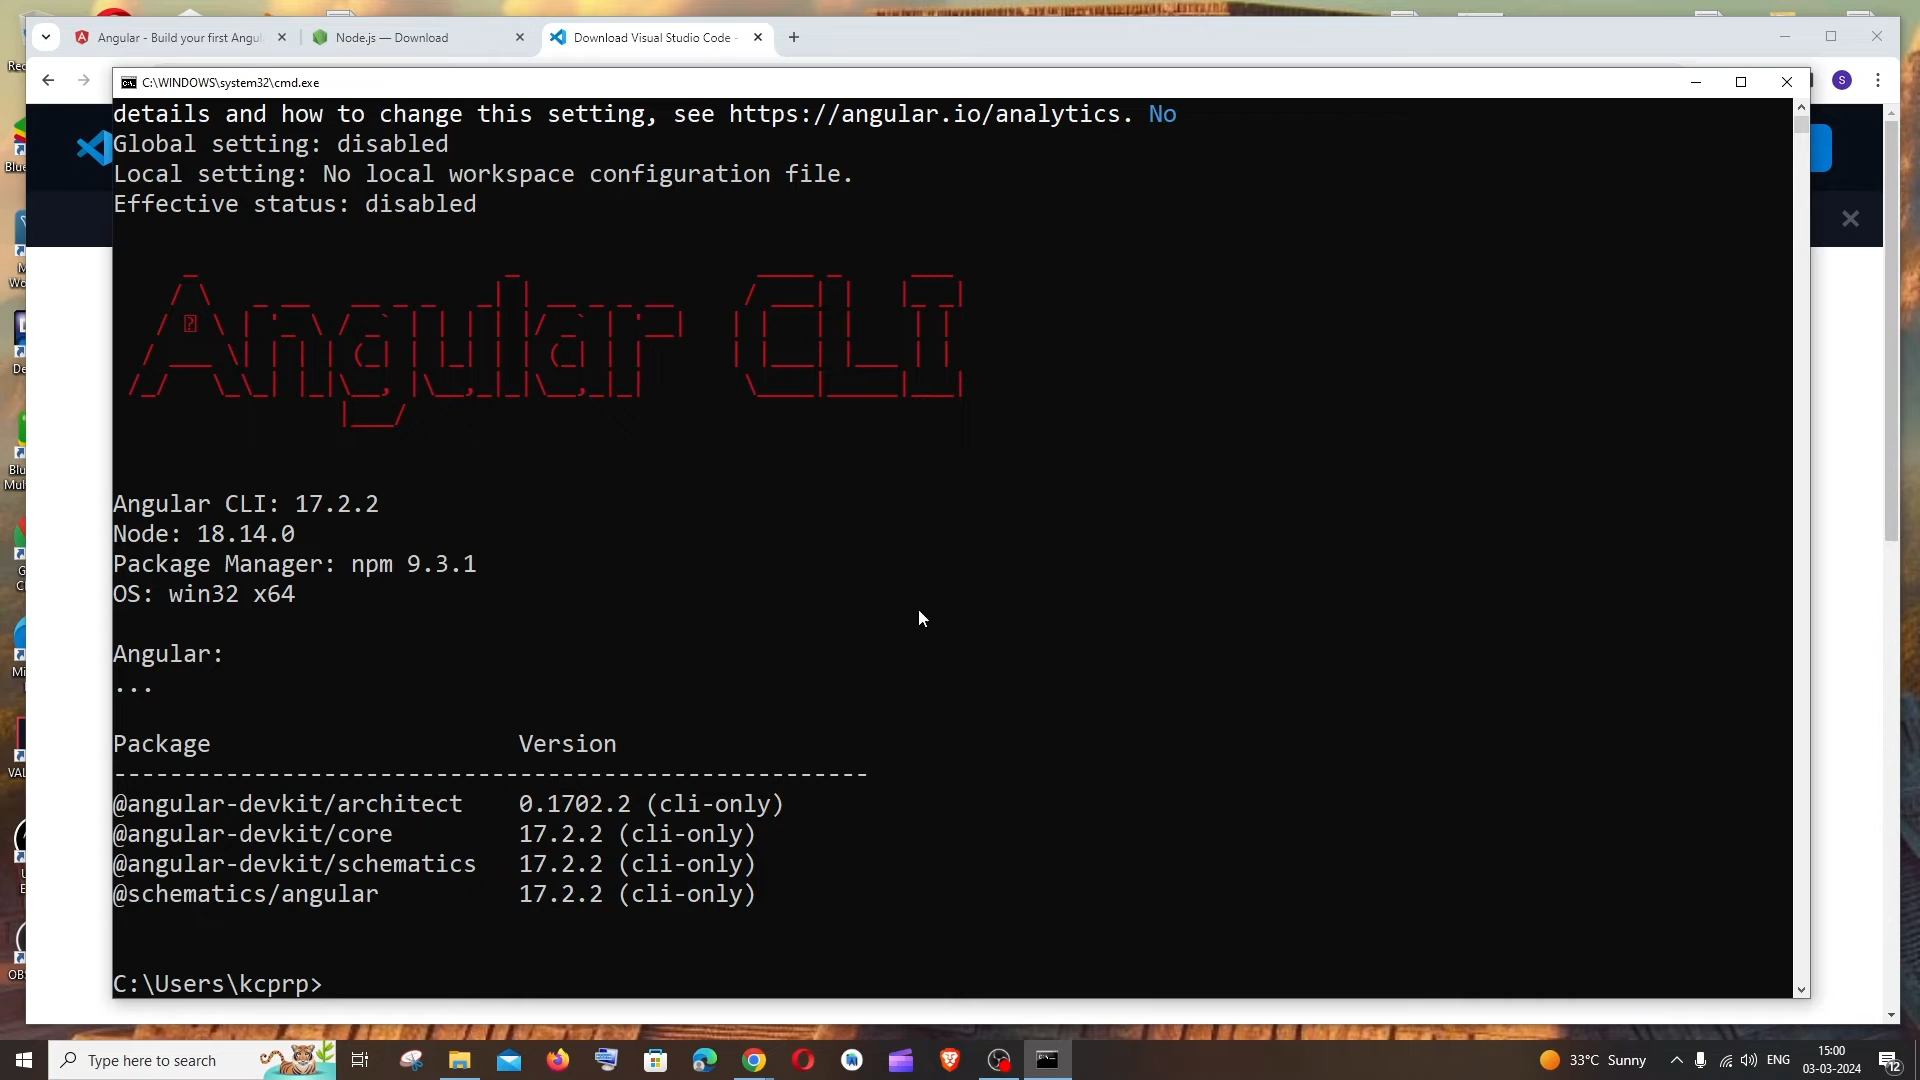 Angular - Build your first Angul
Node.js — Download
Download Visual Studio Code -
S
C:\WINDOWS\system32\cmd.exe
details and how to change this setting, see https://angular.io/analytics. No
Global setting: disabled
Local setting: No local workspace configuration file.
Effective status: disabled
Angular CLI
Angular CLI: 17.2.2
Node: 18.14.0
Package Manager: npm 9.3.1
OS: win32 x64
Angular:
...
Package Version
------------------------------------------------------
@angular-devkit/architect 0.1702.2 (cli-only)
@angular-devkit/core 17.2.2 (cli-only)
@angular-devkit/schematics 17.2.2 (cli-only)
@schematics/angular 17.2.2 (cli-only)
C:\Users\kcprp>
Type here to search
33°C Sunny
ENG
15:00
03-03-2024
12